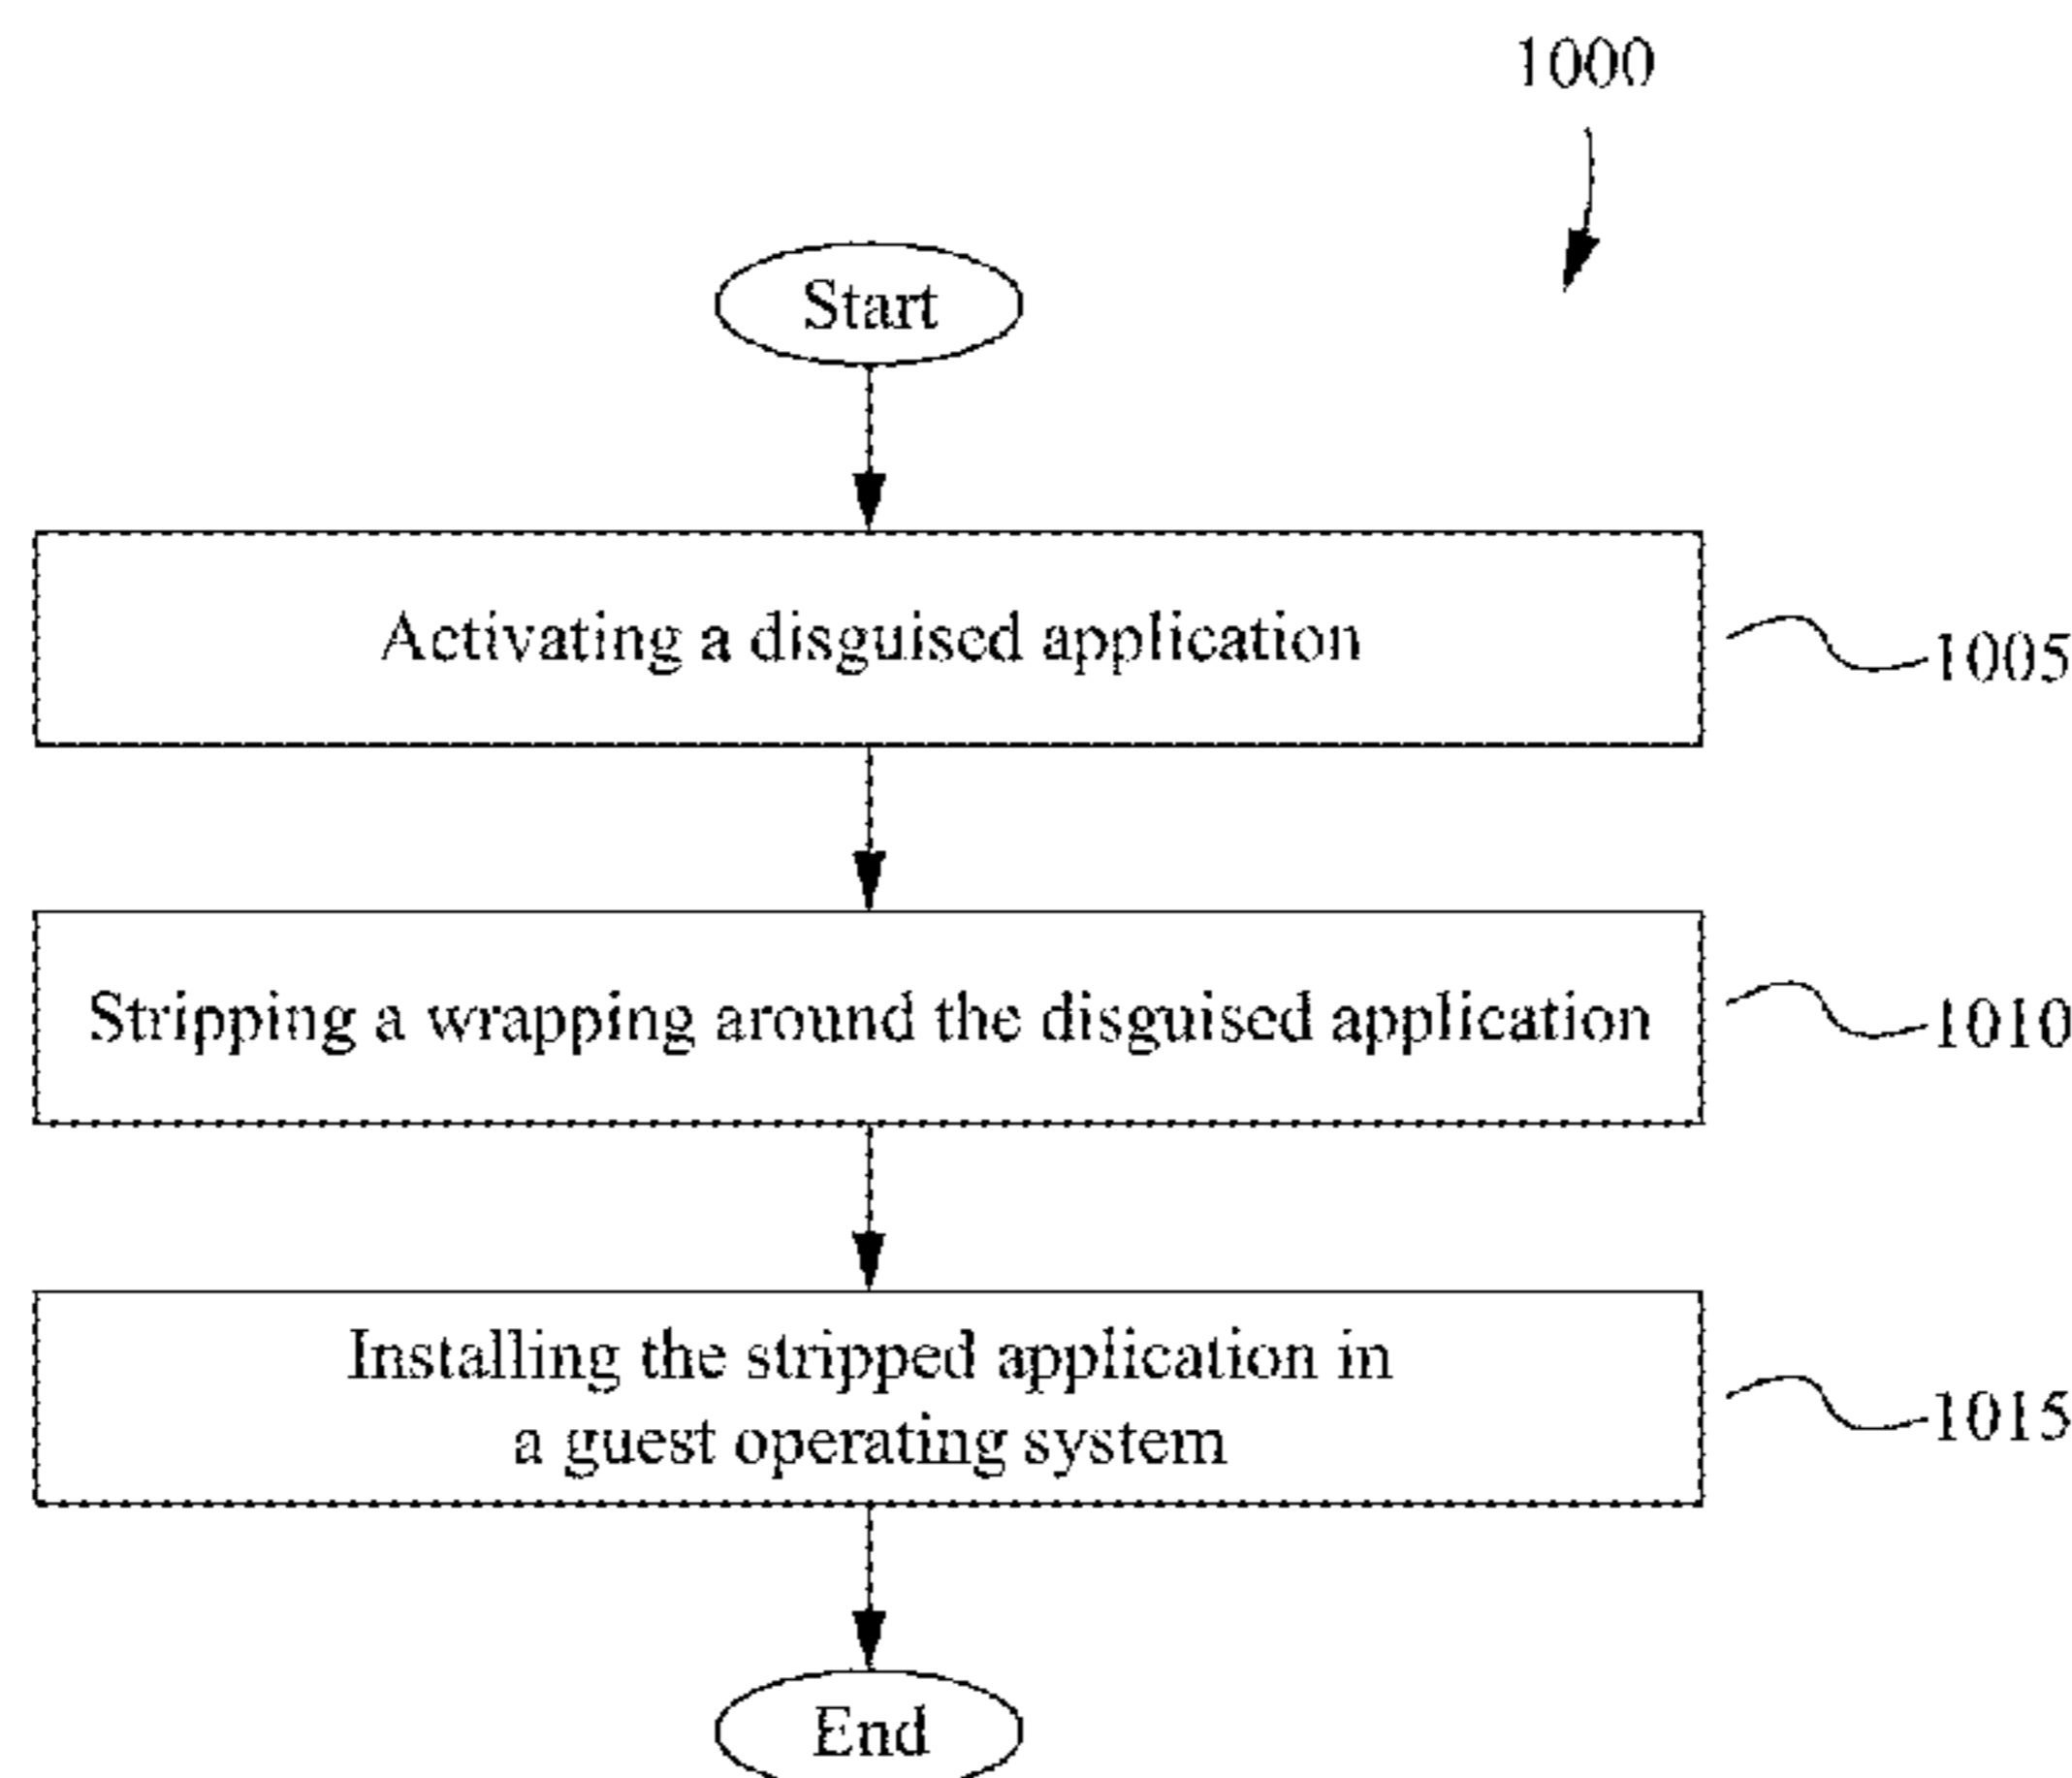 1000
Start
Activating a disguised application
1005
Stripping a wrapping around the disguised application
1010
Installing the stripped application in
a guest operating system
1015
End